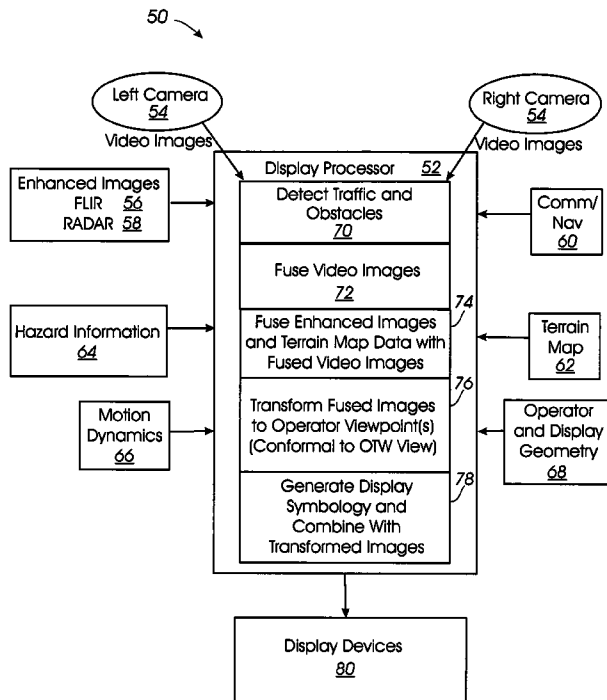 50
Left Camera
54
Video Images
Right Camera
54
Video Images
Display Processor 52
Enhanced Images
FLIR 56
RADAR 58
Detect Traffic and
Obstacles
70
Comm/
Nav
60
Fuse Video Images
72
74
Hazard Information
64
Fuse Enhanced Images
and Terrain Map Data with
Fused Video Images
Terrain
Map
62
76
Motion
Dynamics
66
Transform Fused Images
to Operator Viewpoint(s)
(Conformal to OTW View)
Operator
and Display
Geometry
68
78
Generate Display
Symbology and
Combine With
Transformed Images
Display Devices
80